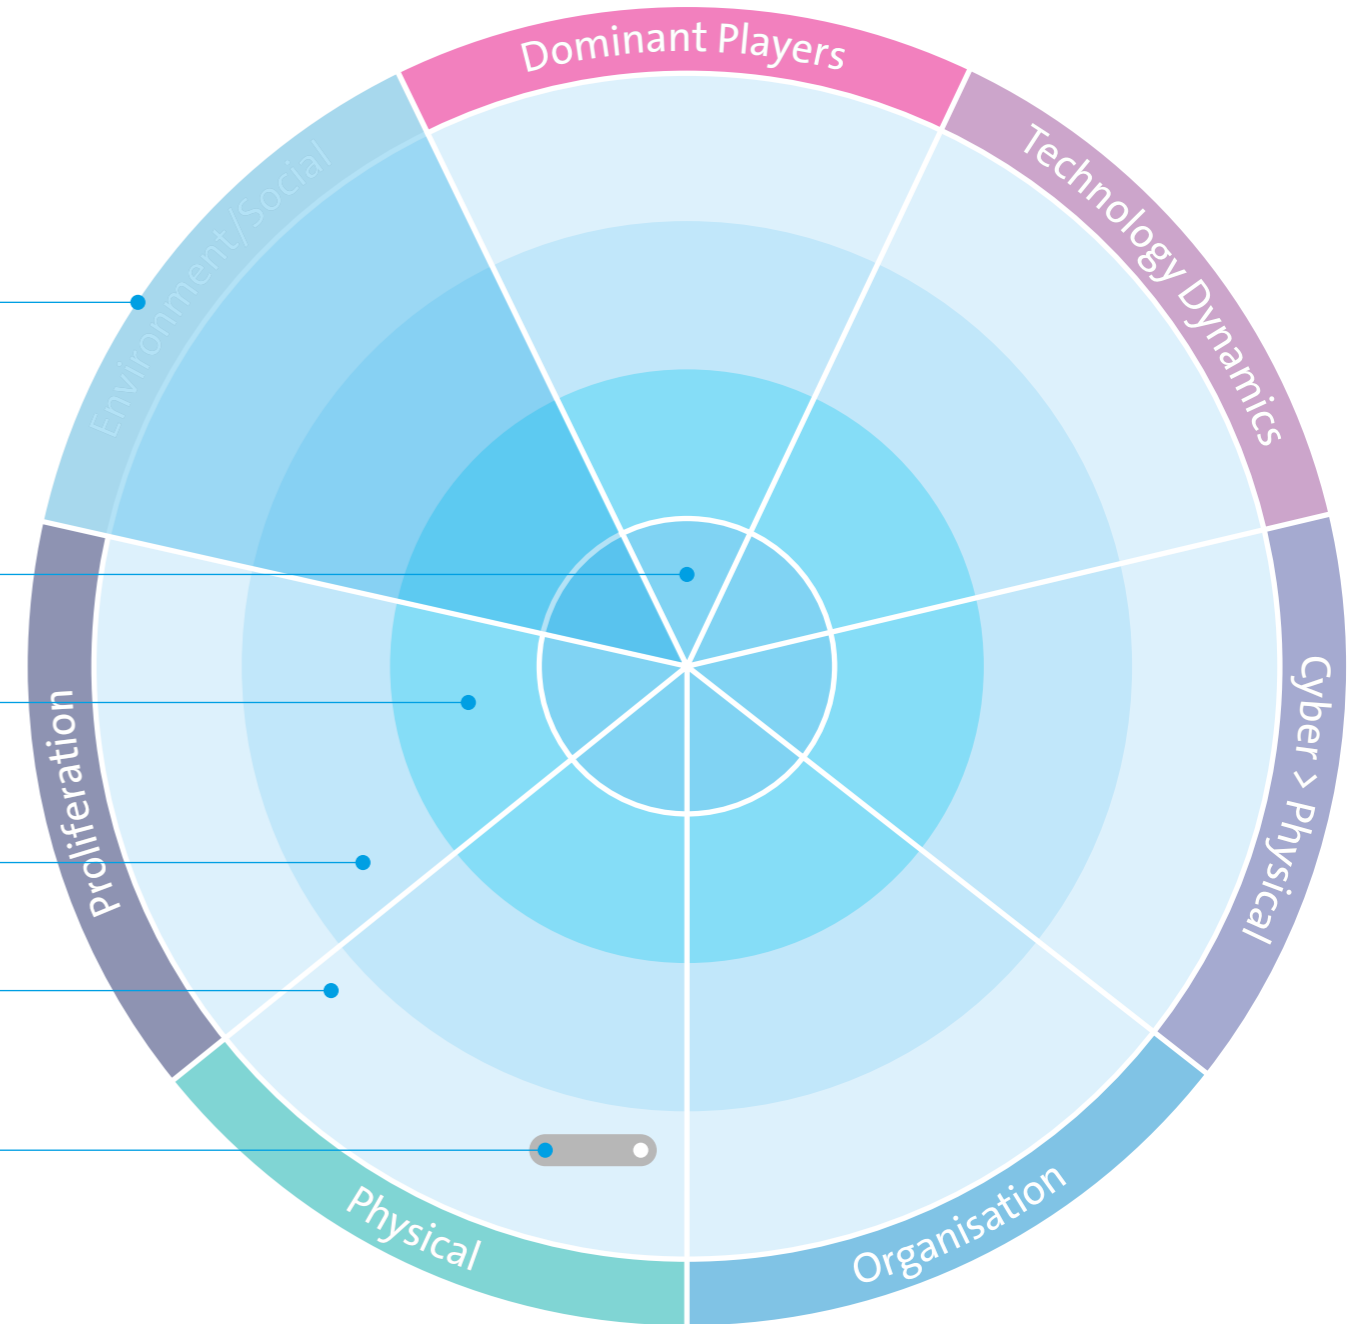 Dominant Players
Technology Dynamics
Cyber > Physical
Organisation
Physical
Proliferation
Environment/Social